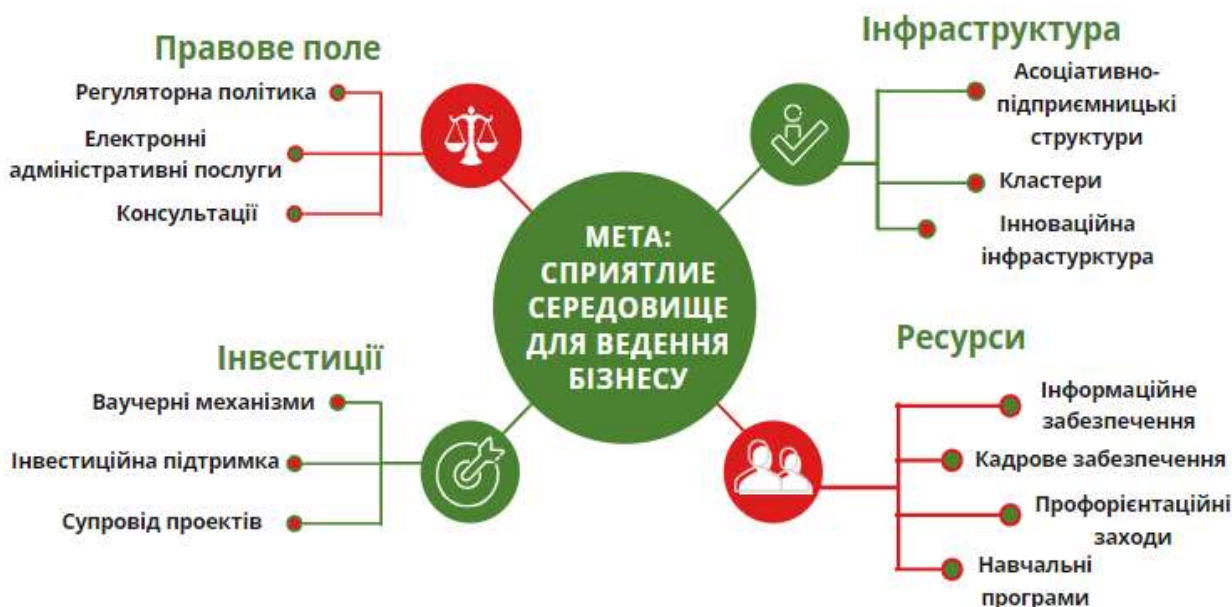 Правове поле
Регуляторна політика
Електронні
адміністративні послуги
Консультації
Інфраструктура
Асоціативно-
підприємницькі
структури
Кластери
Інноваційна
інфрастурктура
МЕТА:
СПРИЯТЛИЕ
СЕРЕДОВИЩЕ
ДЛЯ ВЕДЕННЯ
БІЗНЕСУ
Інвестиції
Ваучерні механізми
Інвестиційна підтримка
Супровід проектів
Ресурси
Інформаційне
забезпечення
Кадрове забезпечення
Профорієнтаційні
заходи
Навчальні
програми